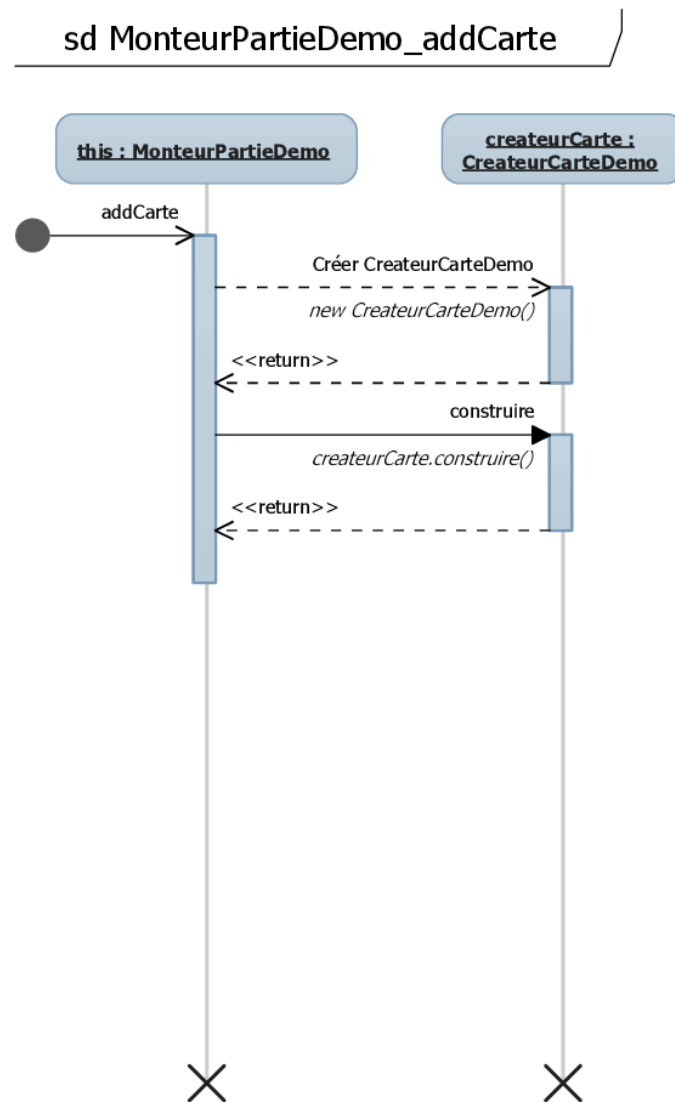 sd MonteurPartieDemo_addCarte
this : MonteurPartieDemo
createurCarte :
CreateurCarteDemo
addCarte
Créer CreateurCarteDemo
new CreateurCarteDemo()
<<return>>
construire
createurCarte.construire()
<<return>>